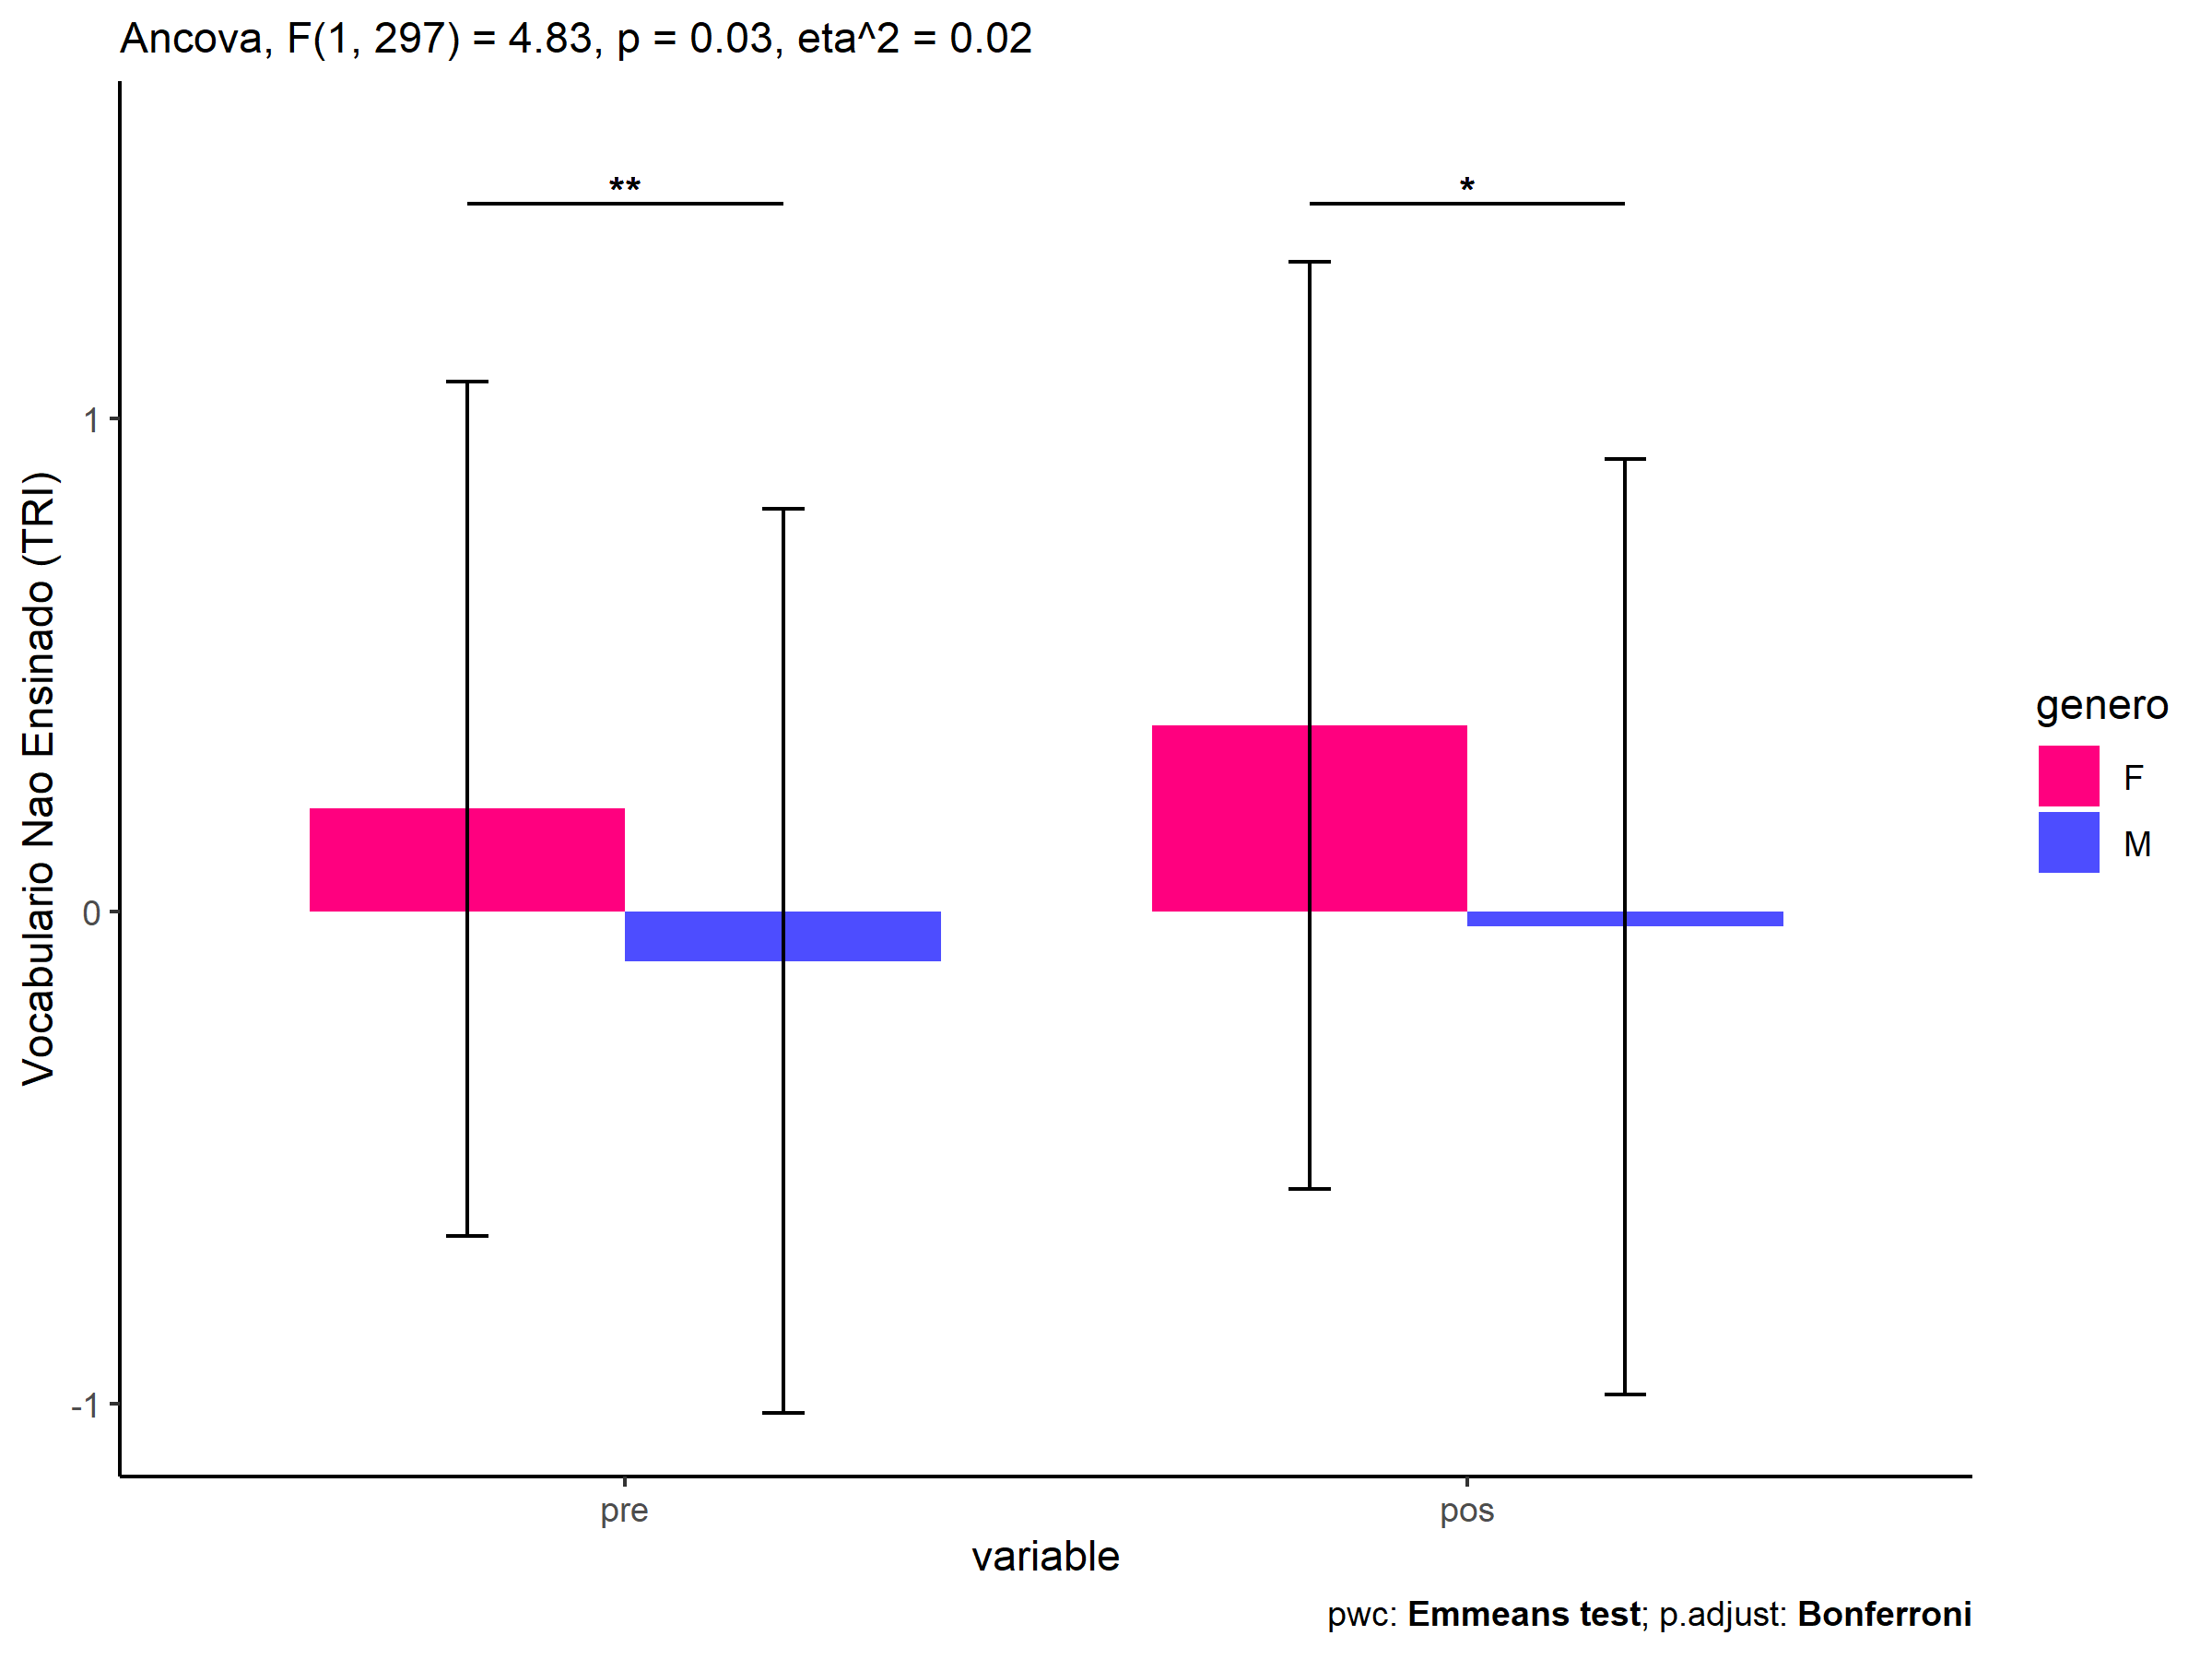 Ancova, F(1, 297) = 4.83, p = 0.03, eta^2 = 0.02
**
*
Vocabulario Nao Ensinado (TRI)
1
0
-1
pre
pos
variable
genero
F
M
pwc: Emmeans test; p.adjust: Bonferroni